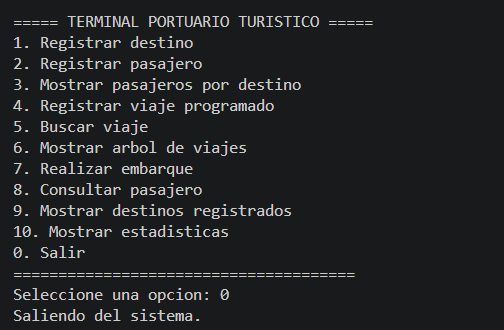 ===== TERMINAL PORTUARIO TURISTICO =====
1. Registrar destino
2. Registrar pasajero
3. Mostrar pasajeros por destino
4. Registrar viaje programado
5. Buscar viaje
6. Mostrar arbol de viajes
7. Realizar embarque
8. Consultar pasajero
9. Mostrar destinos registrados
10. Mostrar estadisticas
0. Salir
======================================
Seleccione una opcion: 0
Saliendo del sistema.